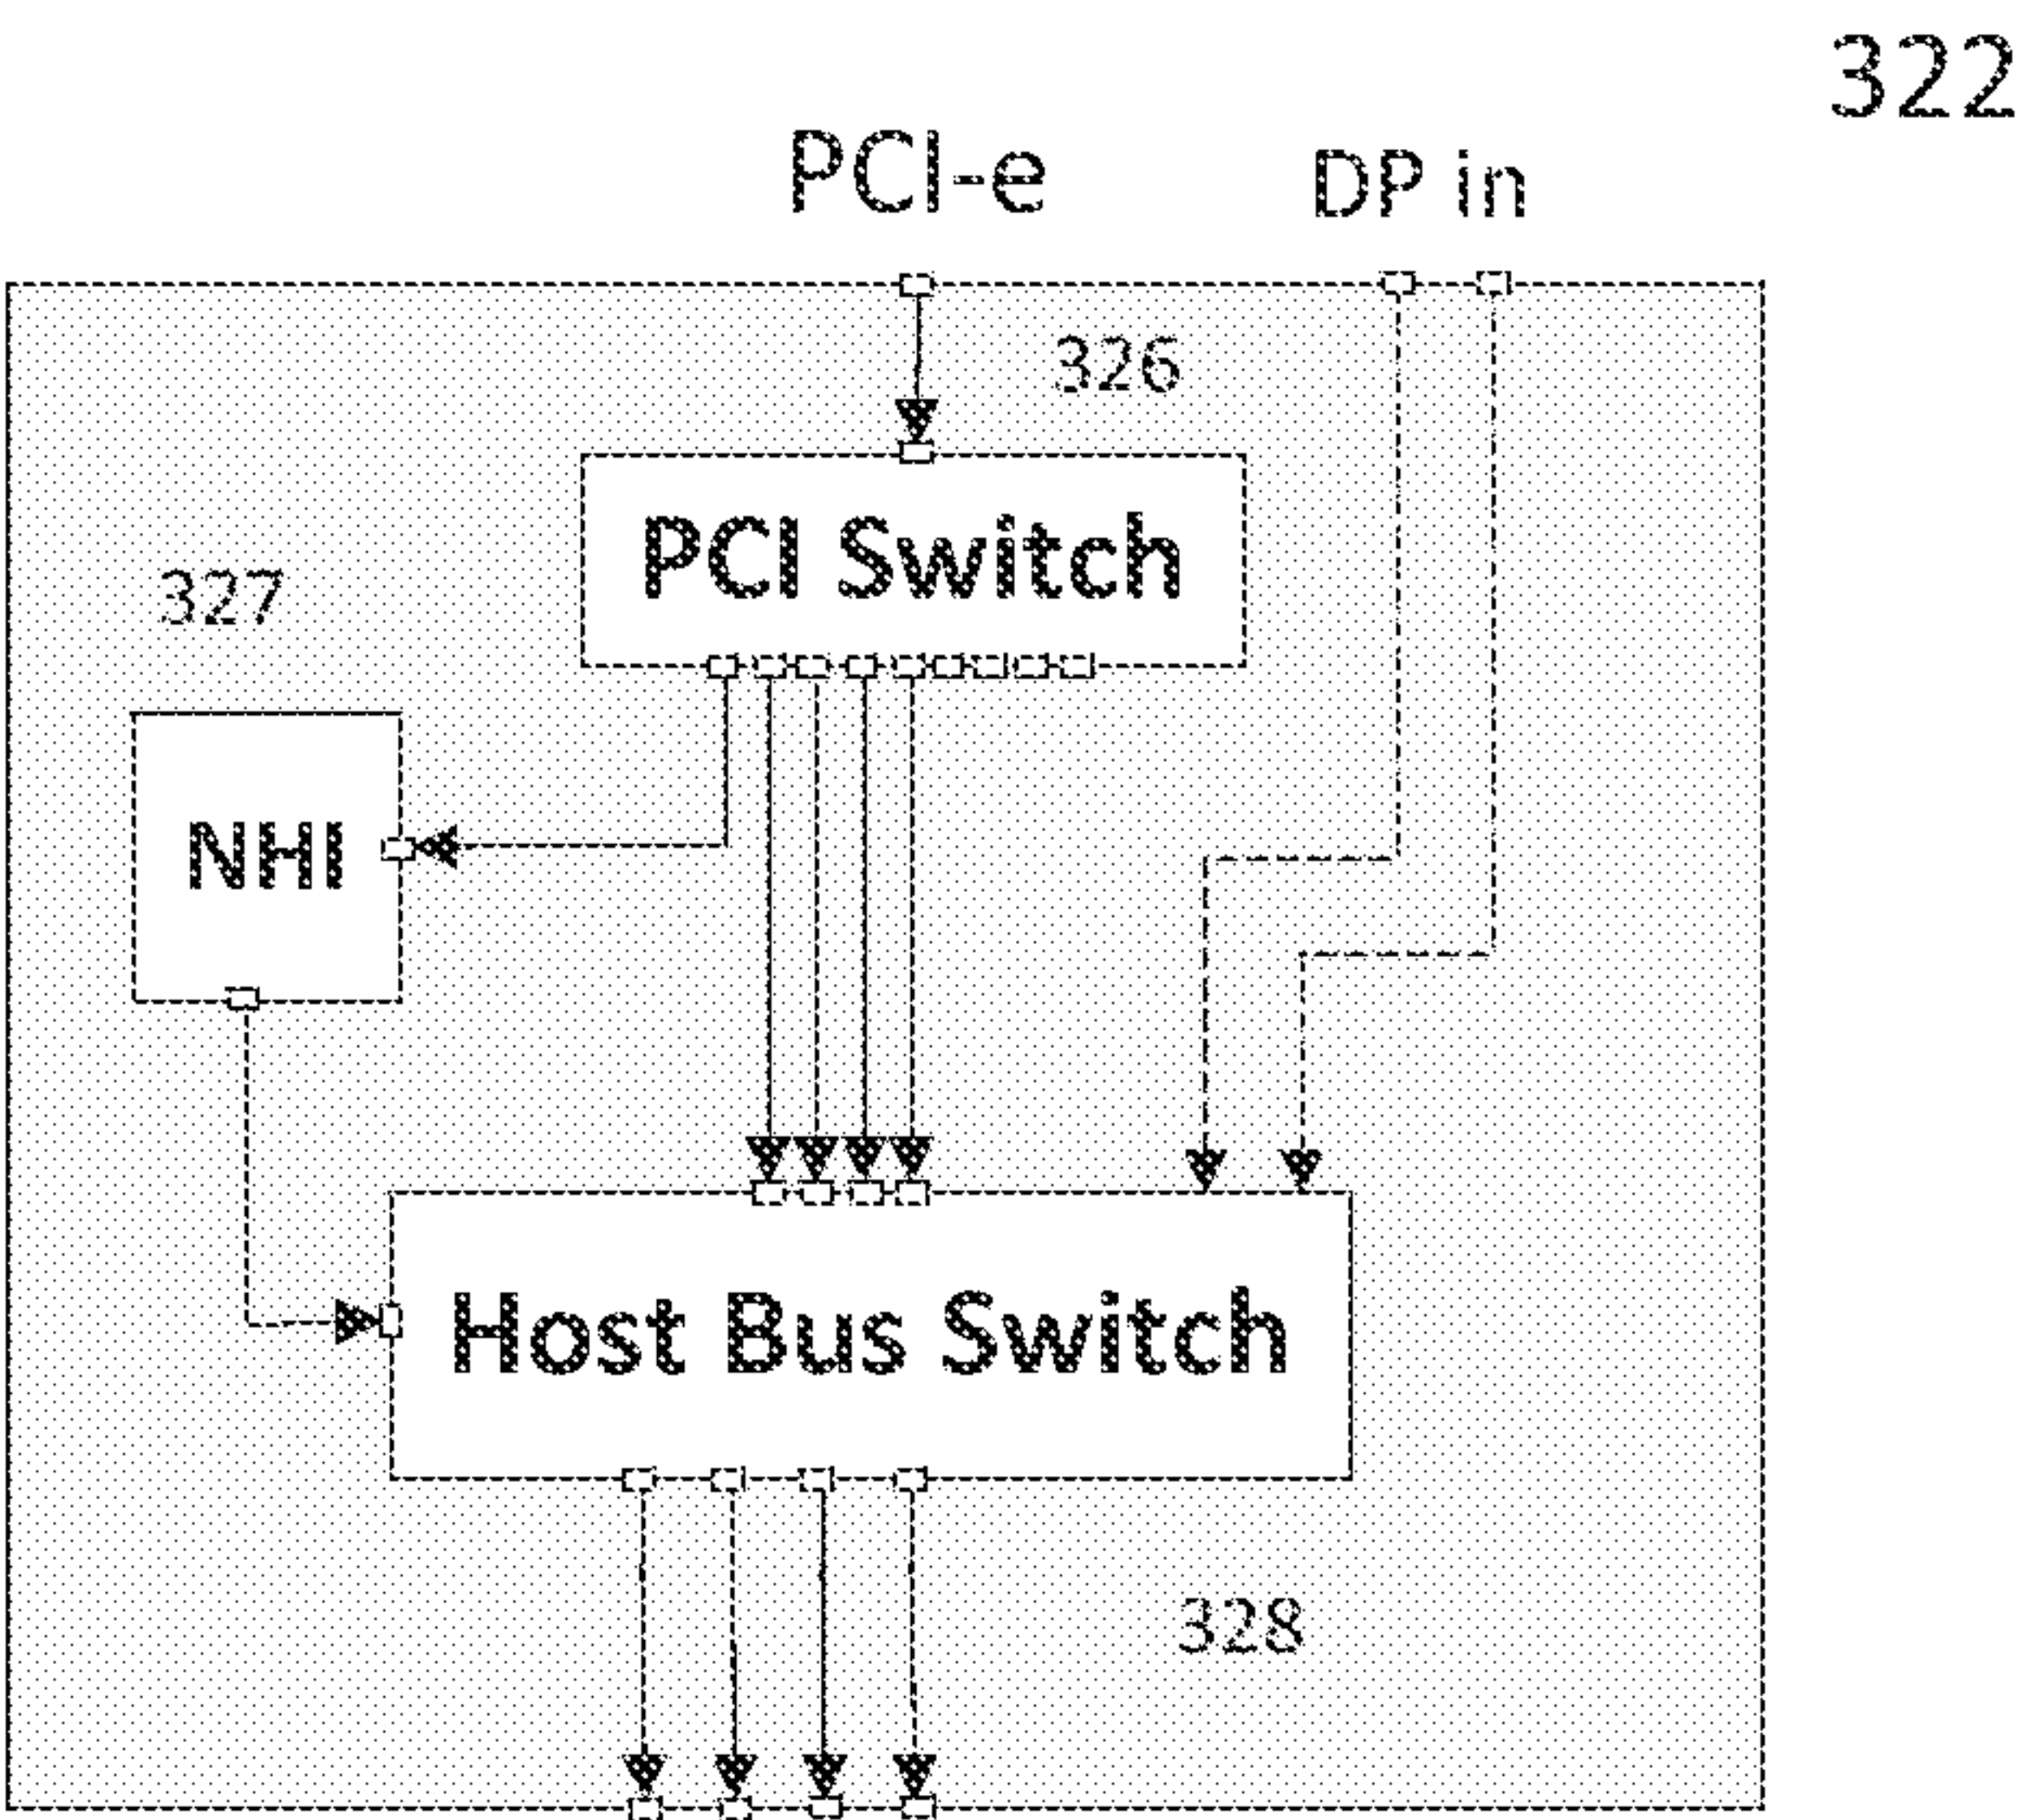 322
PCI-e
DP in
326
PCI Switch
327
NHI
Host Bus Switch
328